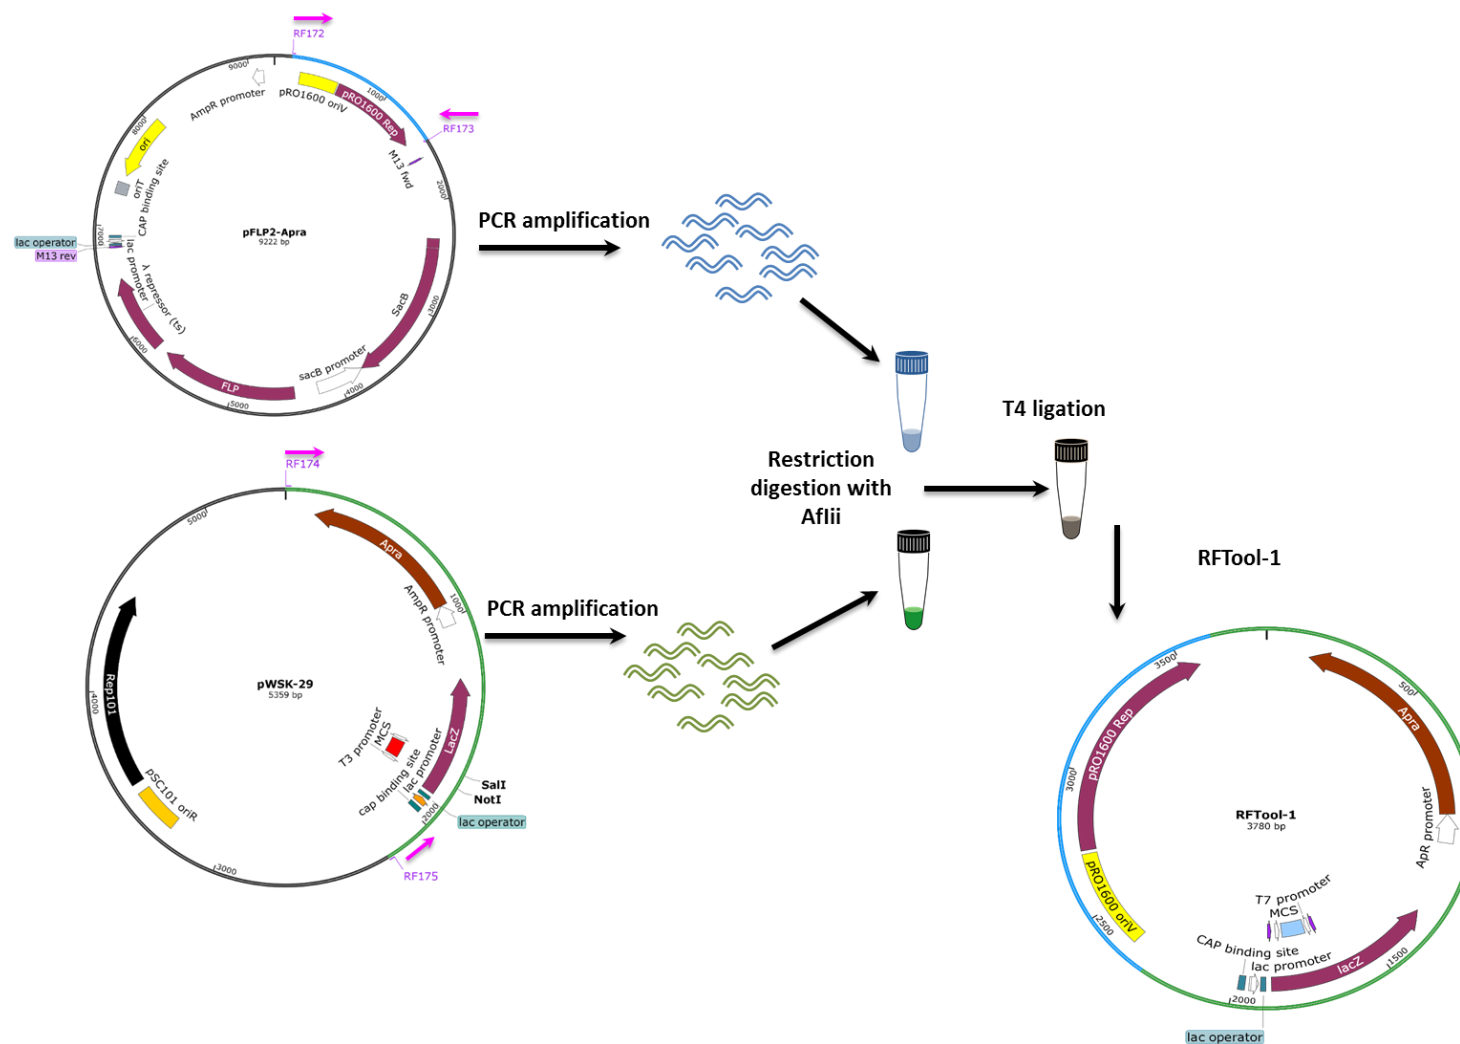 RF172
9000
AmpR promoter
pRO1600 oriV
pRO1600 Rep
1000
RF173
M13 fwd
2000
8000
ori
oriT
CAP binding site
7000
lac operator
M13 rev
lac promoter
λ repressor (ts)
pFLP2-Apra
9222 bp
SacB
3000
sacB promoter
4000
FLP
5000
6000
PCR amplification
T4 ligation
Restriction
digestion with
Aflii
RF174
5000
Apra
1000
AmpR promoter
Rep101
4000
pWSK-29
5359 bp
T3 promoter
MCS
cap binding site
lac promoter
LacZ
SalI
NotI
2000
lac operator
pSC101 oriR
3000
RF175
PCR amplification
RFTool-1
3500
500
pRO1600 Rep
Apra
3000
RFTool-1
3780 bp
ApR promoter
pRO1600 oriV
2500
T7 promoter
MCS
CAP binding site
lac promoter
lacZ
1500
2000
lac operator